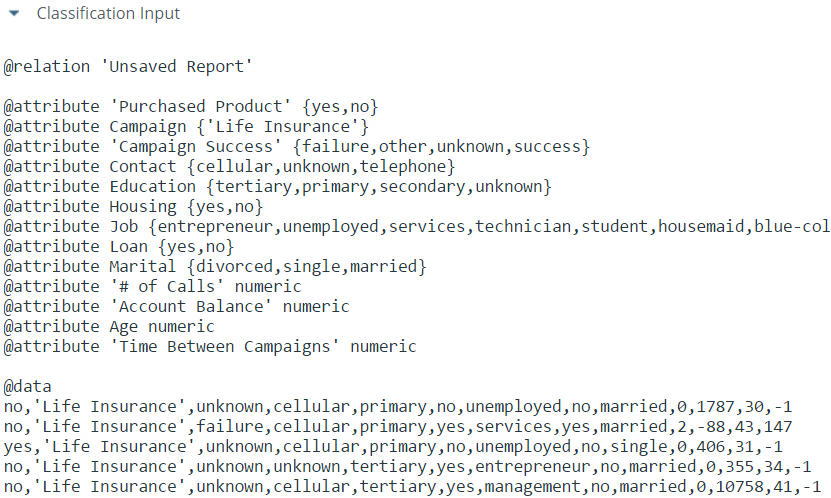 Classification Input
@relation 'Unsaved Report'
@attribute 'Purchased Product' {yes,no}
@attribute Campaign {'Life Insurance'}
@attribute 'Campaign Success' {failure,other,unknown,success}
@attribute Contact {cellular,unknown,telephone}
@attribute Education {tertiary,primary,secondary,unknown}
@attribute Housing {yes,no}
@attribute Job {entrepreneur,unemployed,services,technician,student,housemaid,blue-col
@attribute Loan {yes,no}
@attribute Marital {divorced,single,married}
@attribute '# of Calls' numeric
@attribute 'Account Balance' numeric
@attribute Age numeric
@attribute 'Time Between Campaigns' numeric
@data
no,'Life Insurance',unknown,cellular,primary,no,unemployed,no,married,0,1787,30,-1
no,'Life Insurance',failure,cellular,primary,yes,services,yes,married,2,-88,43,147
yes,'Life Insurance',unknown,cellular,primary,no,unemployed,no,single,0,406,31,-1
no,'Life Insurance',unknown,unknown,tertiary,yes,entrepreneur,no,married,0,355,34,-1
no,'Life Insurance',unknown,cellular,tertiary,yes,management,no,married,0,10758,41,-1